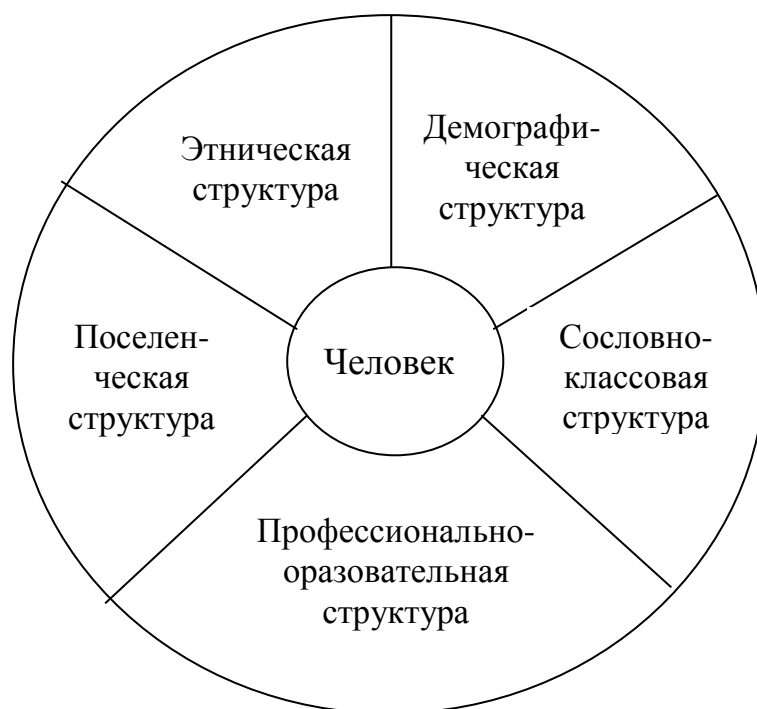 Этническая
структура
Демографи-
ческая
структура
Поселен-
ческая
структура
Человек
Сословно-
классовая
структура
Профессионально-
оразовательная
структура